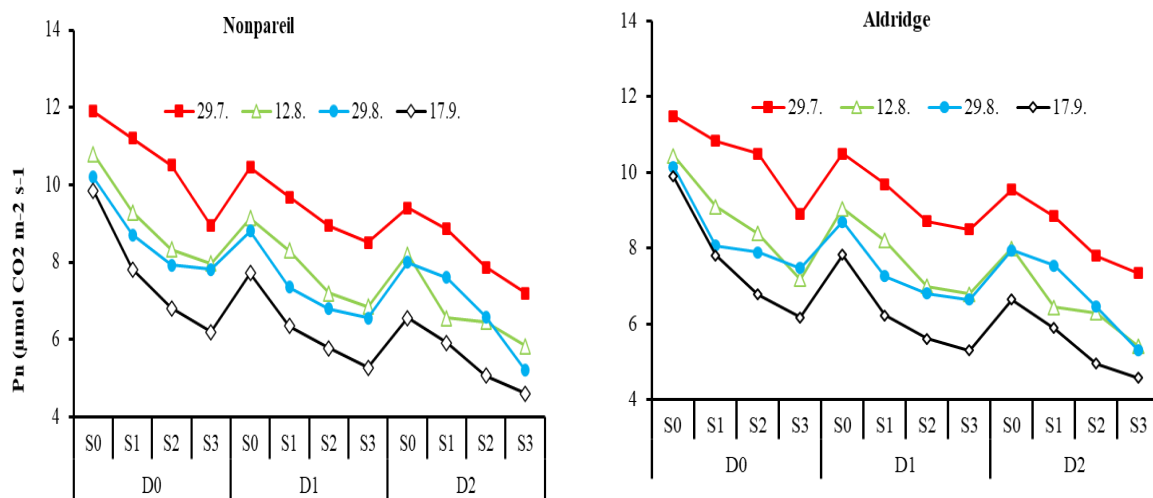 Nonpareil
Pn (µmol CO2 m-2 s-1
14
12
10
8
6
4
29.7. 12.8. 29.8. 17.9.
S0 S1 S2 S3 S0 S1 S2 S3 S0 S1 S2 S3
D0 D1 D2
Aldridge
14
12
10
8
6
4
29.7. 12.8. 29.8. 17.9.
S0 S1 S2 S3 S0 S1 S2 S3 S0 S1 S2 S3
D0 D1 D2